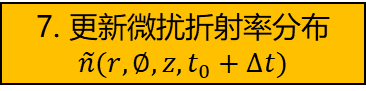 7. 更新微扰折射率分布
ñ(r, ∅, z, t₀ + Δt)